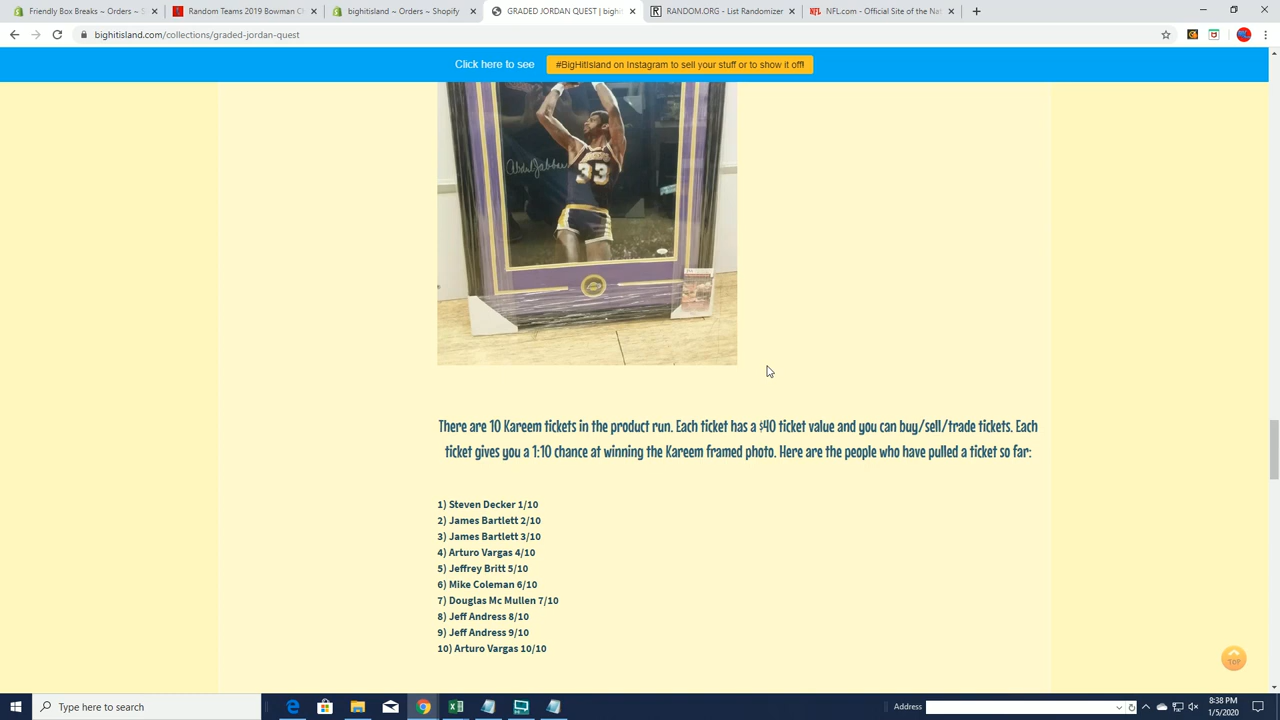 Friendly Box Breaks ~ Orders ~ S
Random Teams 2019 Bowman C
bighitisland ~ Orders ~ Shopify
GRADED JORDAN QUEST | bigh
RANDOM.ORG - List Randomizer
NFL.com - Official Site of the Na
bighitisland.com/collections/graded-jordan-quest
Click here to see
#BigHitIsland on Instagram to sell your stuff or to show it off!
Abdul Jabbar
33
There are 10 Kareem tickets in the product run. Each ticket has a $40 ticket value and you can buy/sell/trade tickets. Each
ticket gives you a 1:10 chance at winning the Kareem framed photo. Here are the people who have pulled a ticket so far:
1) Steven Decker 1/10
2) James Bartlett 2/10
3) James Bartlett 3/10
4) Arturo Vargas 4/10
5) Jeffrey Britt 5/10
6) Mike Coleman 6/10
7) Douglas Mc Mullen 7/10
8) Jeff Andress 8/10
9) Jeff Andress 9/10
10) Arturo Vargas 10/10
TOP
Type here to search
Address
8:38 PM
1/5/2020